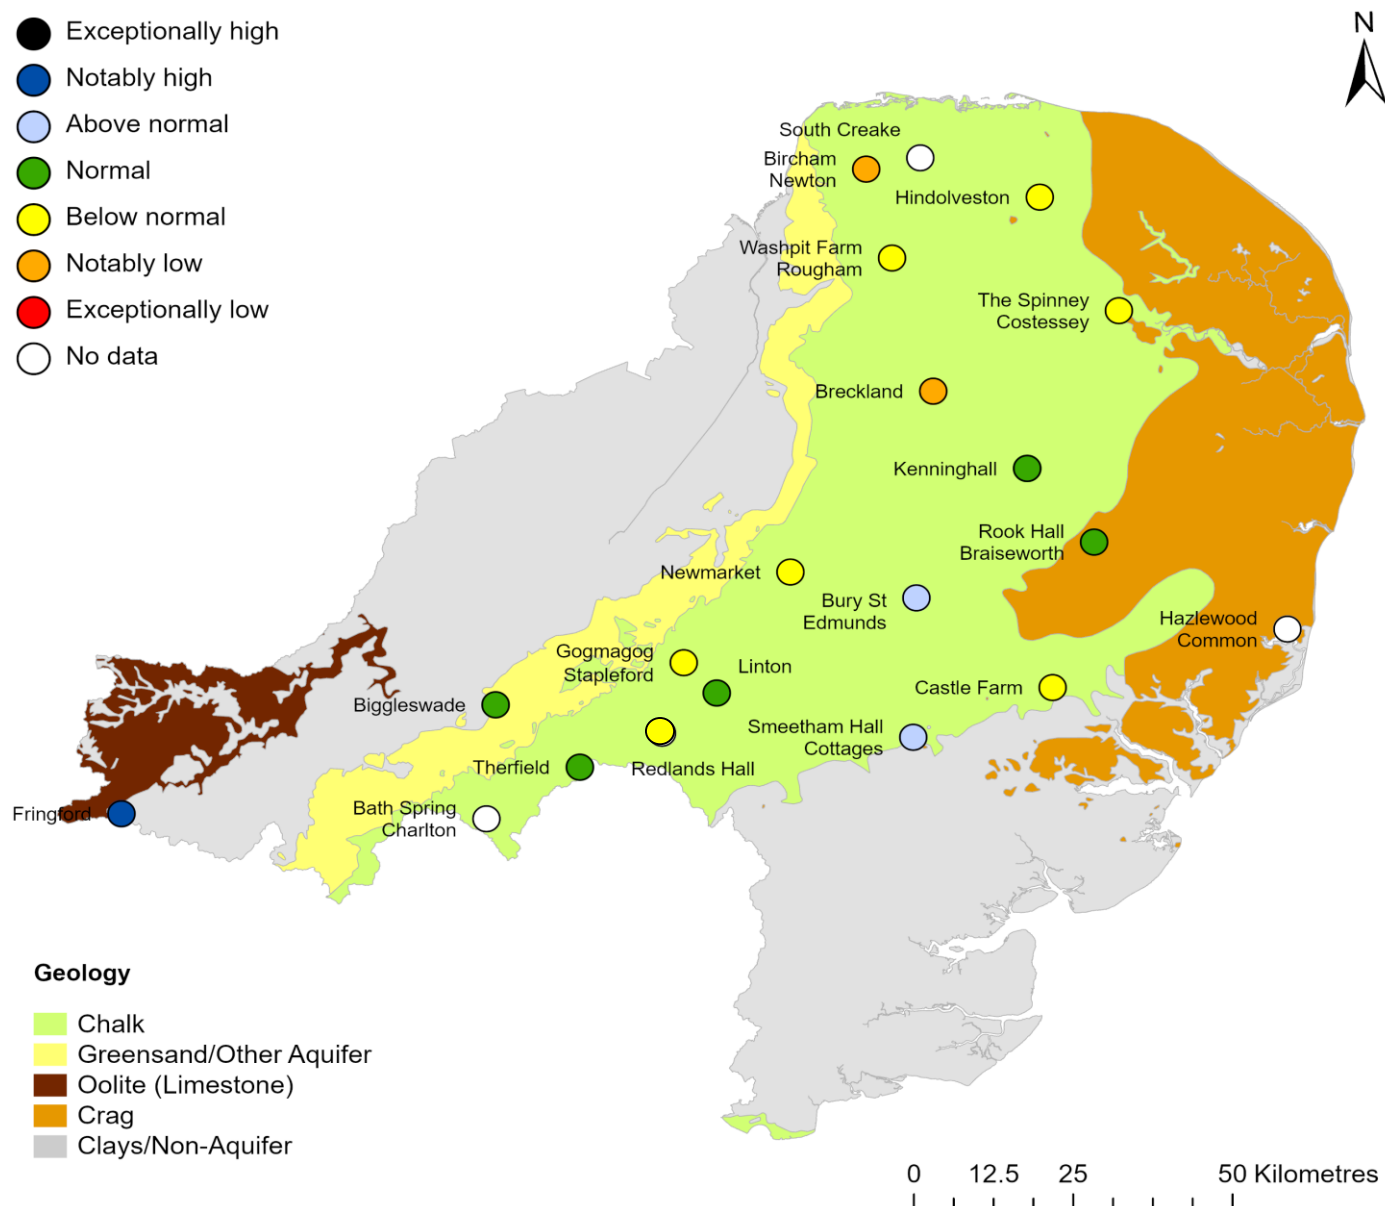 Exceptionally high
Notably high
Above normal
Normal
Below normal
Notably low
Exceptionally low
No data
N
South Creake
Bircham
Newton
Hindolveston
Washpit Farm
Rougham
The Spinney
Costessey
Breckland
Kenninghall
Rook Hall
Braiseworth
Newmarket
Bury St
Edmunds
Hazlewood
Common
Gogmagog
Stapleford
Linton
Castle Farm
Biggleswade
Smeetham Hall
Cottages
Therfield
Redlands Hall
Fringford
Bath Spring
Charlton
Geology
Chalk
Greensand/Other Aquifer
Oolite (Limestone)
Crag
Clays/Non-Aquifer
0 12.5 25 50 Kilometres